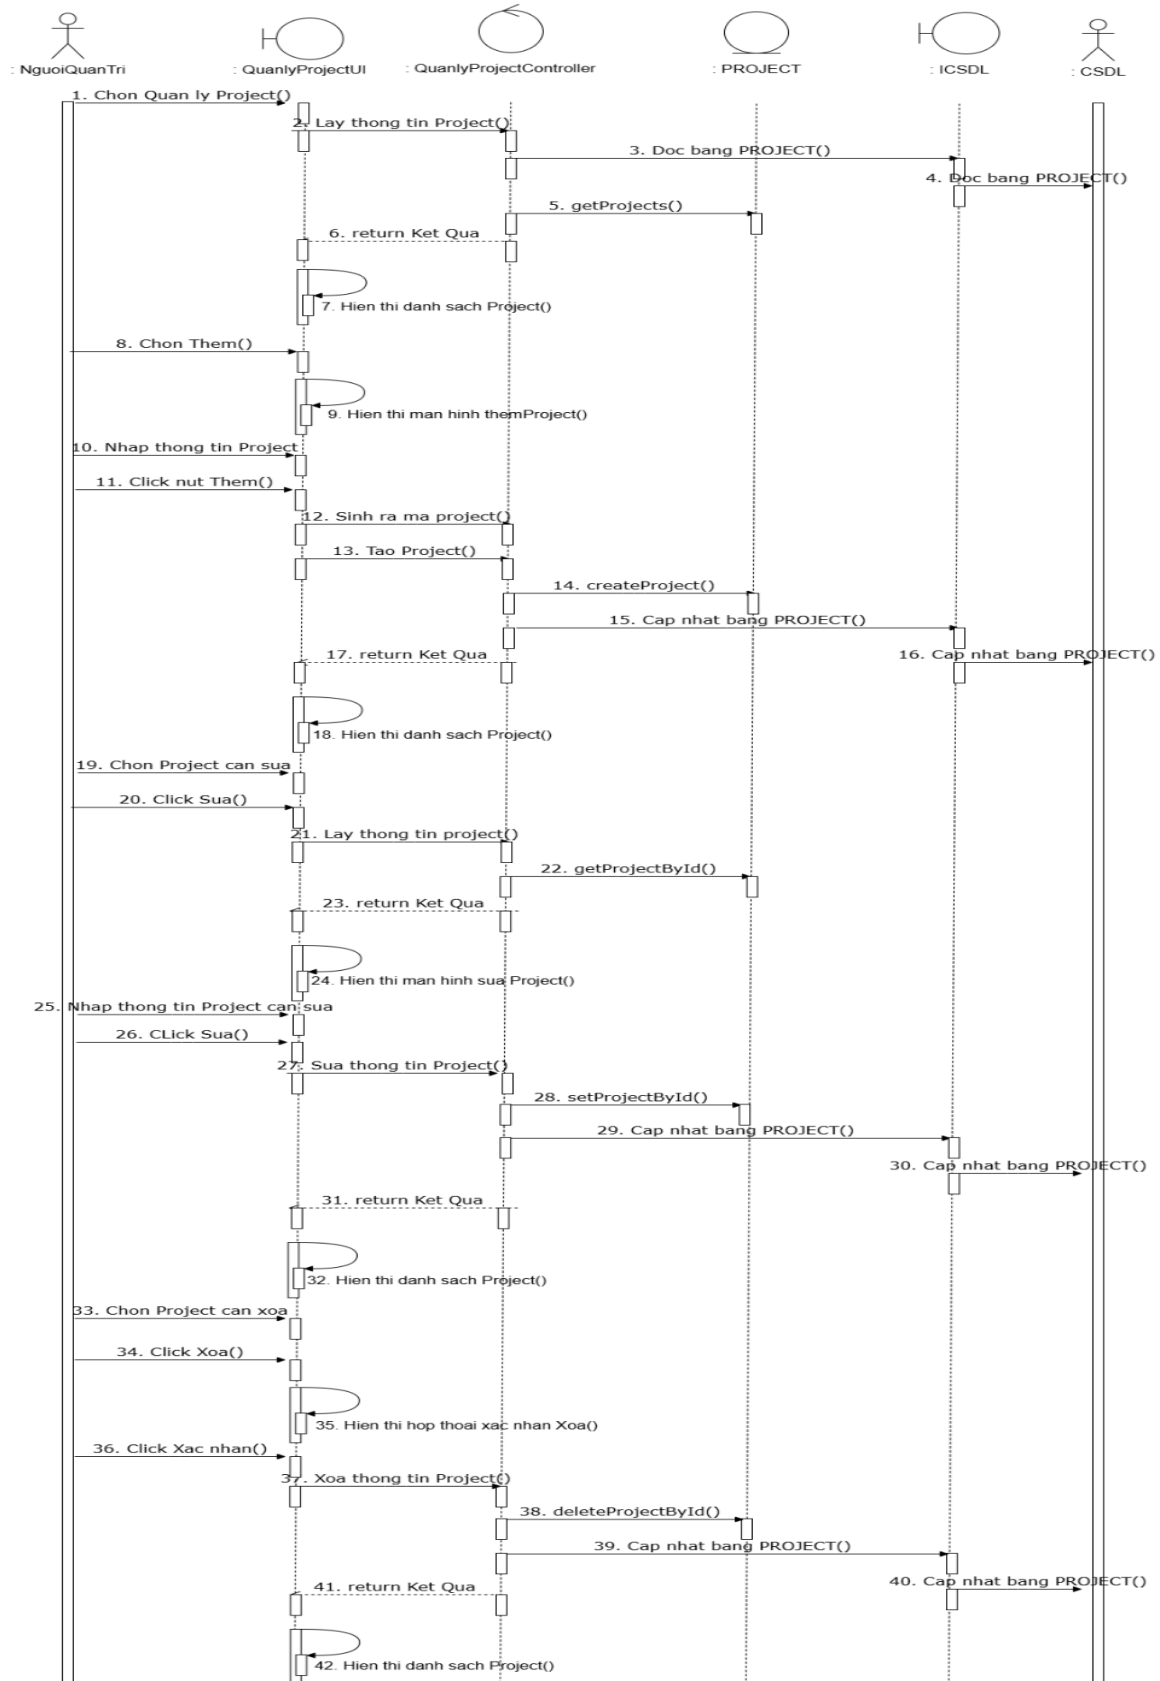 : NguoiQuanTri
: QuanlyProjectUI
: QuanlyProjectController
: PROJECT
: ICSDL
: CSDL
1. Chon Quan ly Project()
2. Lay thong tin Project()
3. Doc bang PROJECT()
4. Doc bang PROJECT()
5. getProjects()
6. return Ket Qua
7. Hien thi danh sach Project()
8. Chon Them()
9. Hien thi man hinh themProject()
10. Nhap thong tin Project
11. Click nut Them()
12. Sinh ra ma project()
13. Tao Project()
14. createProject()
15. Cap nhat bang PROJECT()
16. Cap nhat bang PROJECT()
17. return Ket Qua
18. Hien thi danh sach Project()
19. Chon Project can sua
20. Click Sua()
21. Lay thong tin project()
22. getProjectById()
23. return Ket Qua
24. Hien thi man hinh sua Project()
25. Nhap thong tin Project can sua
26. CLick Sua()
27. Sua thong tin Project()
28. setProjectById()
29. Cap nhat bang PROJECT()
30. Cap nhat bang PROJECT()
31. return Ket Qua
32. Hien thi danh sach Project()
33. Chon Project can xoa
34. Click Xoa()
35. Hien thi hop thoai xac nhan Xoa()
36. Click Xac nhan()
37. Xoa thong tin Project()
38. deleteProjectById()
39. Cap nhat bang PROJECT()
40. Cap nhat bang PROJECT()
41. return Ket Qua
42. Hien thi danh sach Project()